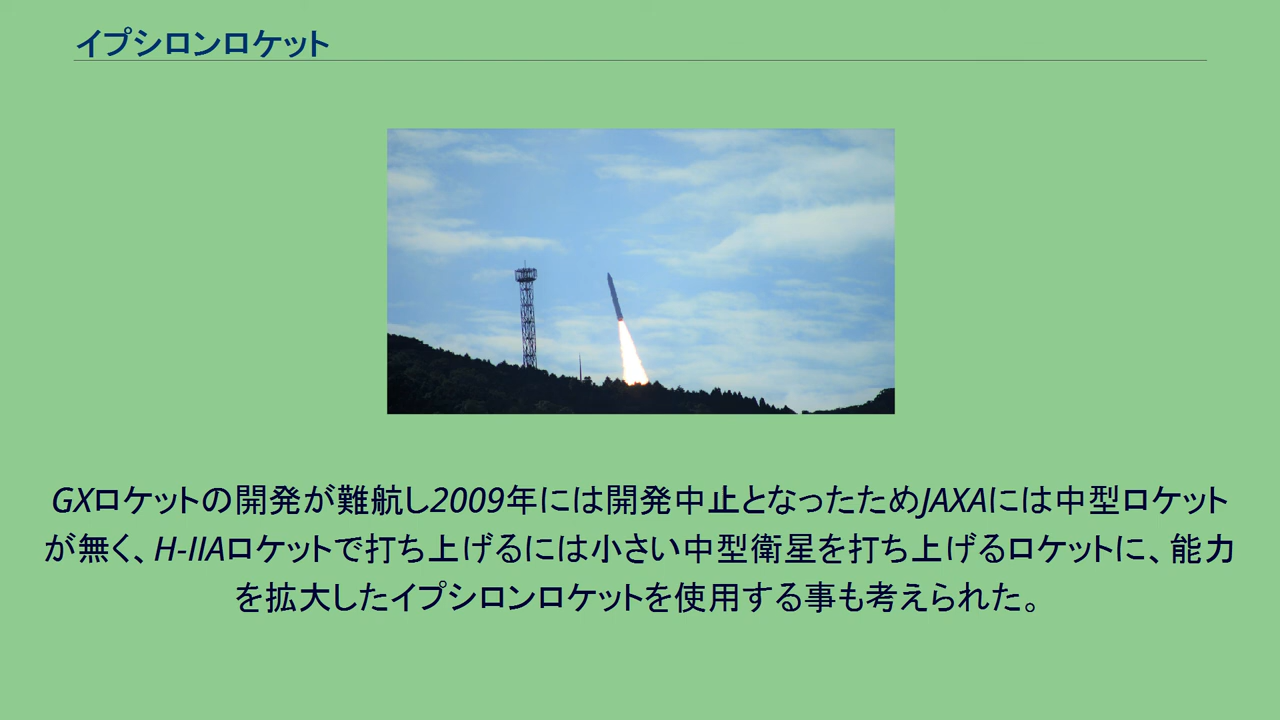 イプシロンロケット
GXロケットの開発が難航し2009年には開発中止となったためJAXAには中型ロケット
が無く、H-IIAロケットで打ち上げるには小さい中型衛星を打ち上げるロケットに、能力
を拡大したイプシロンロケットを使用する事も考えられた。